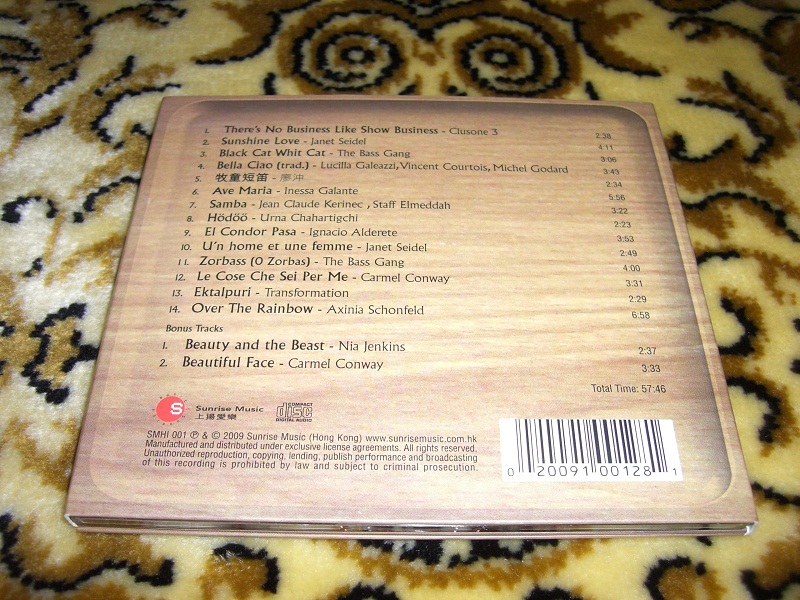 1. There's No Business Like Show Business - Clusone 3 2:38
2. Sunshine Love - Janet Seidel 4:11
3. Black Cat Whit Cat - The Bass Gang 3:06
4. Bella Ciao (trad.) - Lucilla Galeazzi, Vincent Courtois, Michel Godard 3:43
5. 牧童短笛 - 廖沖 2:34
6. Ave Maria - Inessa Galante 5:56
7. Samba - Jean Claude Kerinec , Staff Elmeddah 3:22
8. Hödöö - Urna Chahartigchi 2:23
9. El Condor Pasa - Ignacio Alderete 3:53
10. U'n home et une femme - Janet Seidel 2:49
11. Zorbass (O Zorbas) - The Bass Gang 4:00
12. Le Cose Che Sei Per Me - Carmel Conway 3:31
13. Ektalpuri - Transformation 2:29
14. Over The Rainbow - Axinia Schonfeld 6:58
Bonus Tracks
1. Beauty and the Beast - Nia Jenkins 2:37
2. Beautiful Face - Carmel Conway 3:33
Total Time: 57:46
S Sunrise Music
上揚愛樂
COMPACT
disc
DIGITAL AUDIO
SMHI 001 ℗ & © 2009 Sunrise Music (Hong Kong) www.sunrisemusic.com.hk
Manufactured and distributed under exclusive license agreements. All rights reserved.
Unauthorized reproduction, copying, lending, publish performance and broadcasting
of this recording is prohibited by law and subject to criminal prosecution.
0 20091 00128 1